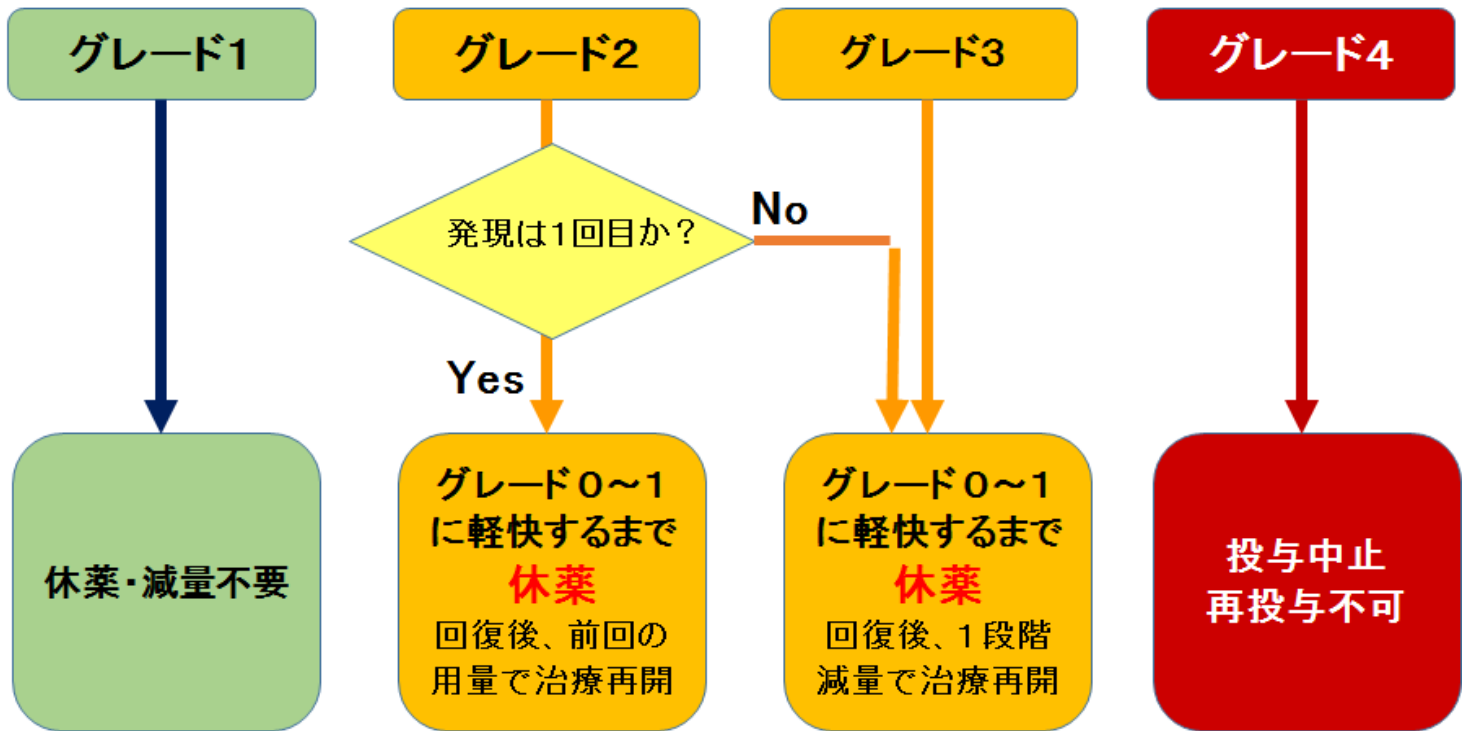 グレード1
グレード2
グレード3
グレード4
発現は1回目か？
No
Yes
休薬・減量不要
グレード０～１
に軽快するまで
休薬
回復後、前回の
用量で治療再開
グレード０～１
に軽快するまで
休薬
回復後、１段階
減量で治療再開
投与中止
再投与不可